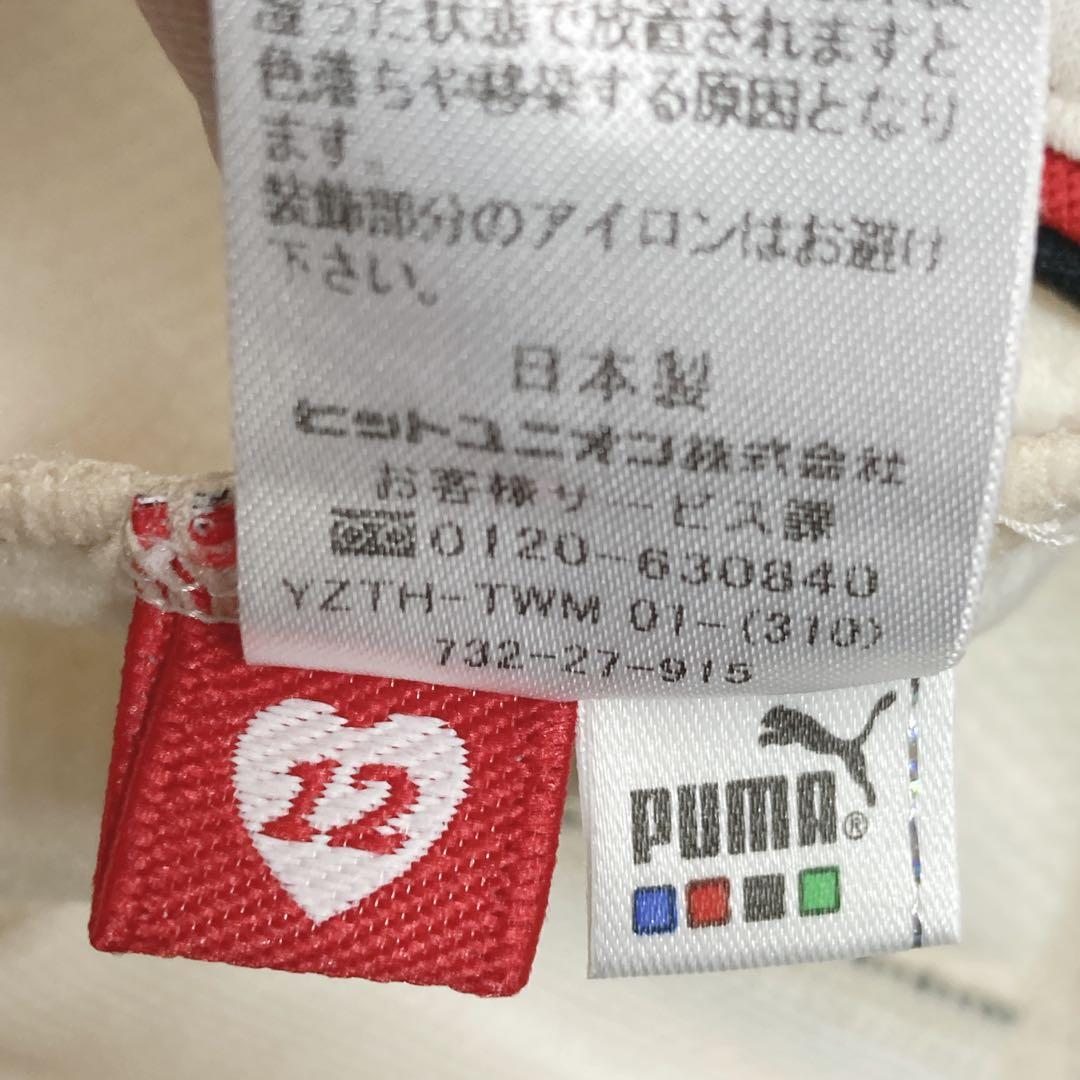 った状態で放置されますと
色落ちや移染する原因となり
ます。
装飾部分のアイロンはお避け
下さい。
日本製
ヒットユニオン株式会社
お客様サービス課
0120-630840
YZTH-TWM 01-(310)
732-27-915
12
PUMA®